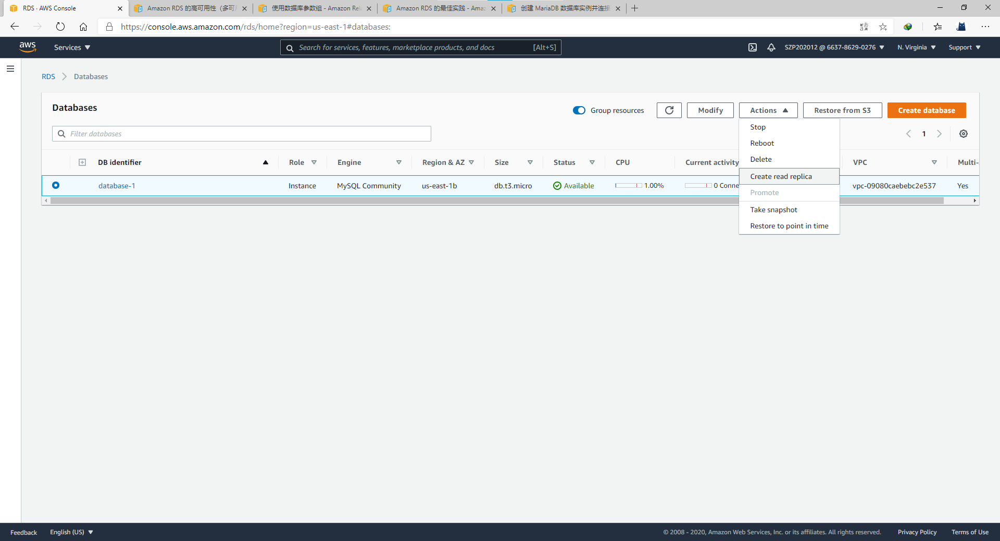 RDS · AWS Console
Amazon RDS 的高可用性（多可
使用数据库参数组 - Amazon Rel
Amazon RDS 的最佳实践 - Amaz
创建 MariaDB 数据库实例并连接
https://console.aws.amazon.com/rds/home?region=us-east-1#databases:
aws
Services
Search for services, features, marketplace products, and docs
[Alt+S]
SZP202012 @ 6637-8629-0276
N. Virginia
Support
RDS
Databases
Databases
Group resources
Modify
Actions
Restore from S3
Create database
Filter databases
1
Stop
Reboot
Delete
Create read replica
Promote
Take snapshot
Restore to point in time
DB identifier
Role
Engine
Region & AZ
Size
Status
CPU
Current activity
VPC
Multi-
database-1
Instance
MySQL Community
us-east-1b
db.t3.micro
Available
1.00%
0 Conne
vpc-09080caebebc2e537
Yes
Feedback
English (US)
© 2008 - 2020, Amazon Web Services, Inc. or its affiliates. All rights reserved.
Privacy Policy
Terms of Use